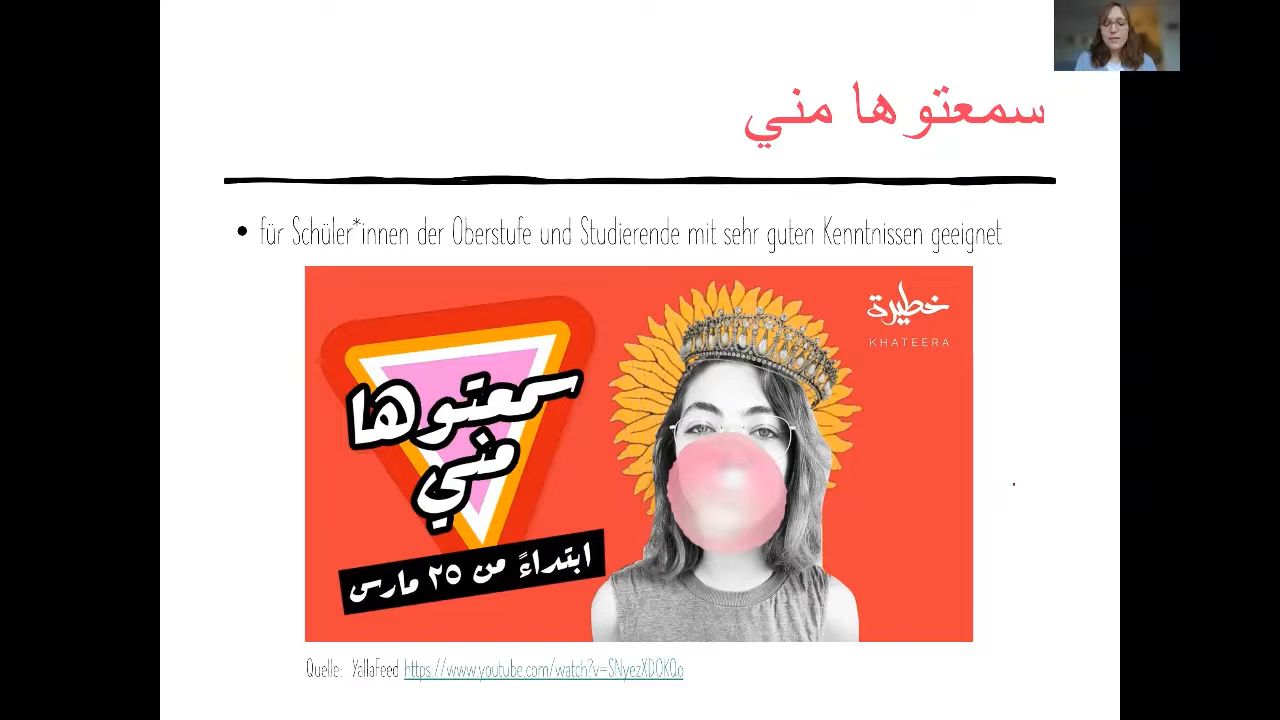 سمعتوها مني
• für Schüler*innen der Oberstufe und Studierende mit sehr guten Kenntnissen geeignet
خطيرة
KHATEERA
سمعتوها
مني
ابتداءً من ٢٥ مارس
Quelle: YallaFeed https://www.youtube.com/watch?v=SNyezXDOKQo